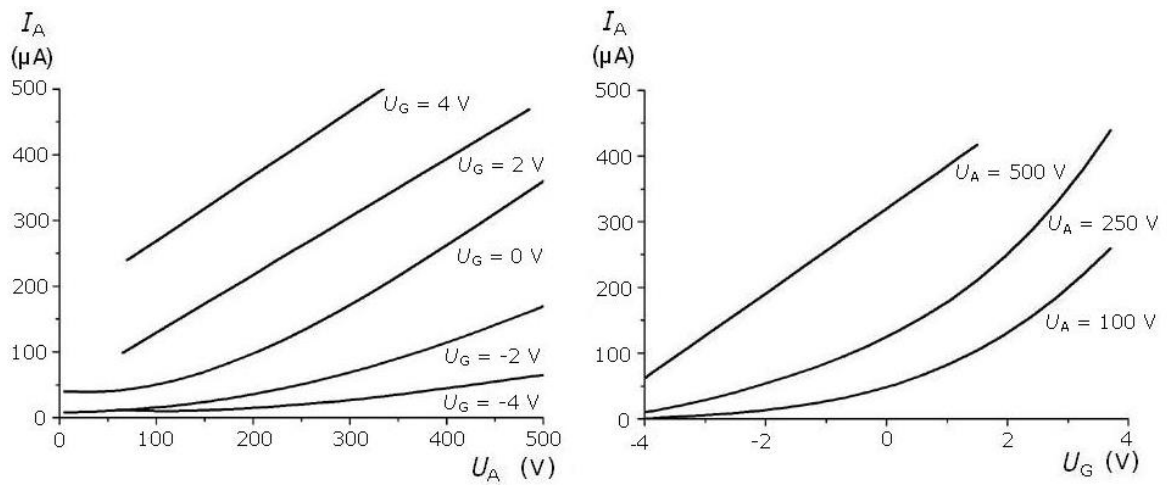 I_A
(μA)
500
400
300
200
100
0
0 100 200 300 400 500
U_A (V)
U_G = 4 V
U_G = 2 V
U_G = 0 V
U_G = -2 V
U_G = -4 V
I_A
(μA)
500
400
300
200
100
0
-4 -2 0 2 4
U_G (V)
U_A = 500 V
U_A = 250 V
U_A = 100 V